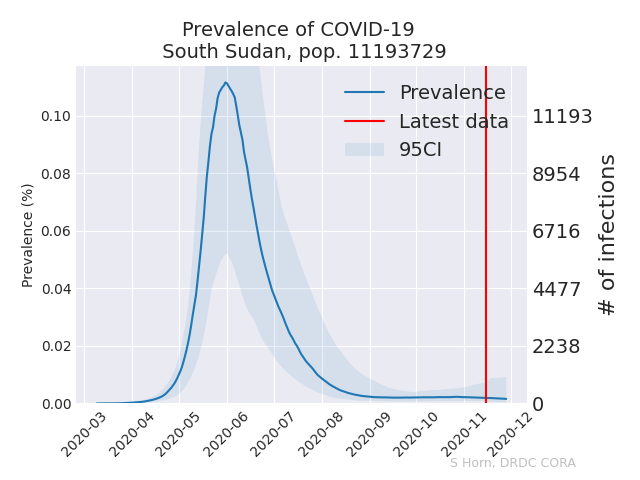 Prevalence of COVID-19
South Sudan, pop. 11193729
Prevalence
Latest data
95CI
Prevalence (%)
0.10
0.08
0.06
0.04
0.02
0.00
11193
8954
6716
4477
2238
0
# of infections
2020-03
2020-04
2020-05
2020-06
2020-07
2020-08
2020-09
2020-10
2020-11
2020-12
S Horn, DRDC CORA